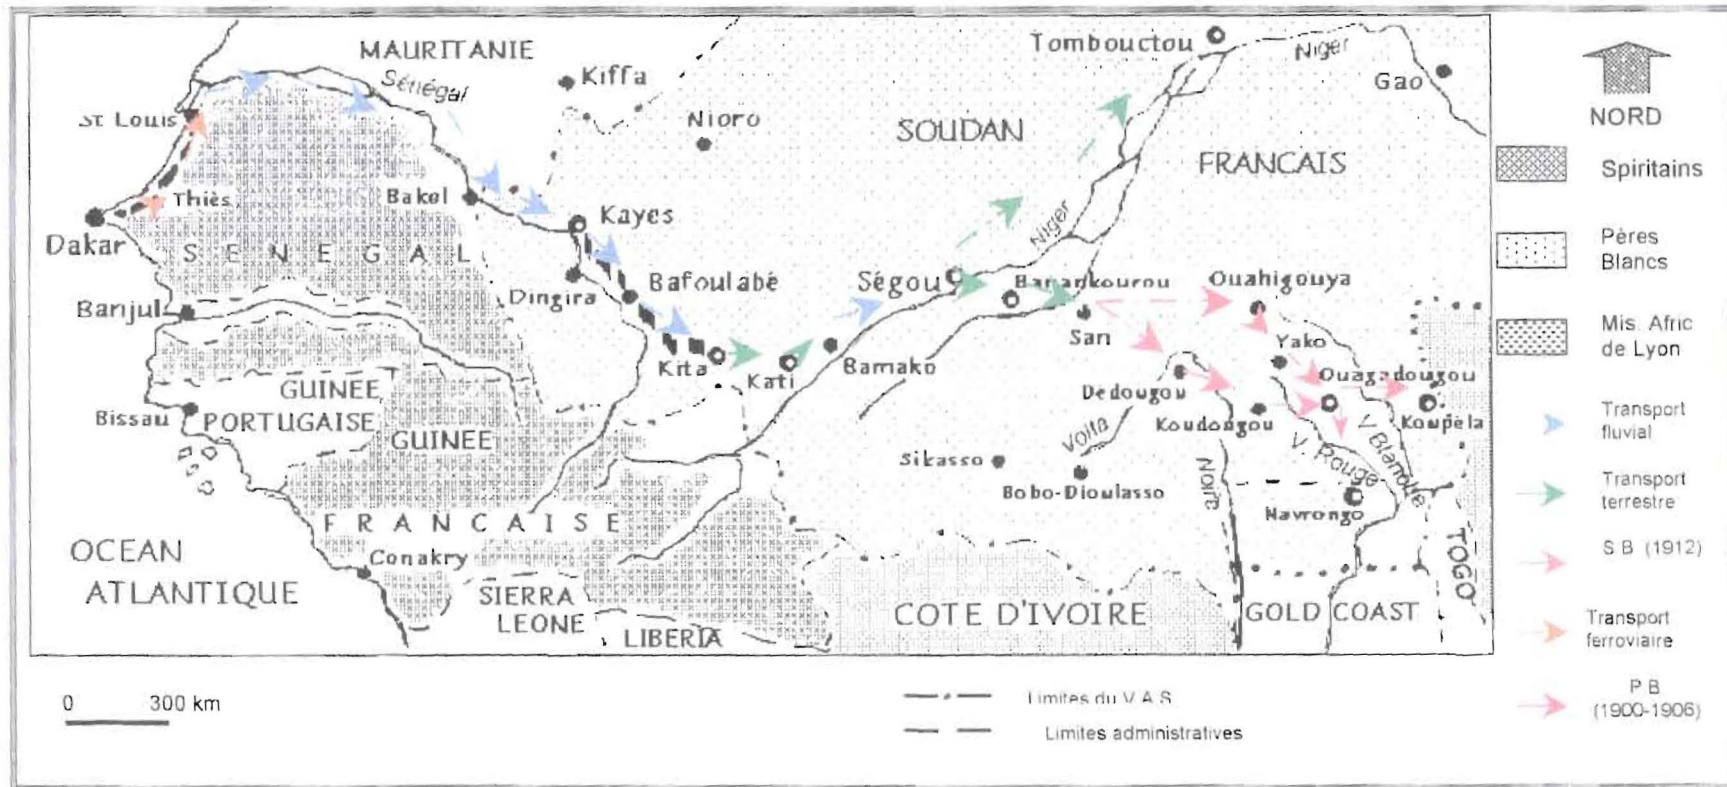 MAURITANIE
Sénégal
Kiffa
Nioro
Tombouctou
Niger
Gao
St Louis
SOUDAN
FRANCAIS
Thiès
Bakel
Kayes
Dakar
SENEGAL
Dingira
Bafoulabé
Ségou
Niger
Banankourou
Ouahigouya
Banjul
San
Yako
Kita
Kati
Bamako
Ouagadougou
GUINEE
PORTUGAISE
Bissau
GUINEE
Dedougou
Koudougou
Koupéla
Volta
V. Rouge
V Blanche
Sikasso
Bobo-Dioulasso
Noire
Navrongo
FRANCAISE
Conakry
OCEAN
ATLANTIQUE
SIERRA
LEONE
LIBERIA
COTE D'IVOIRE
GOLD COAST
TOGO
NORD
Spiritains
Pères
Blancs
Mis. Afric
de Lyon
Transport
fluvial
Transport
terrestre
S B (1912)
Transport
ferroviaire
P B
(1900-1906)
0 300 km
Limites du V.A.S
Limites administratives